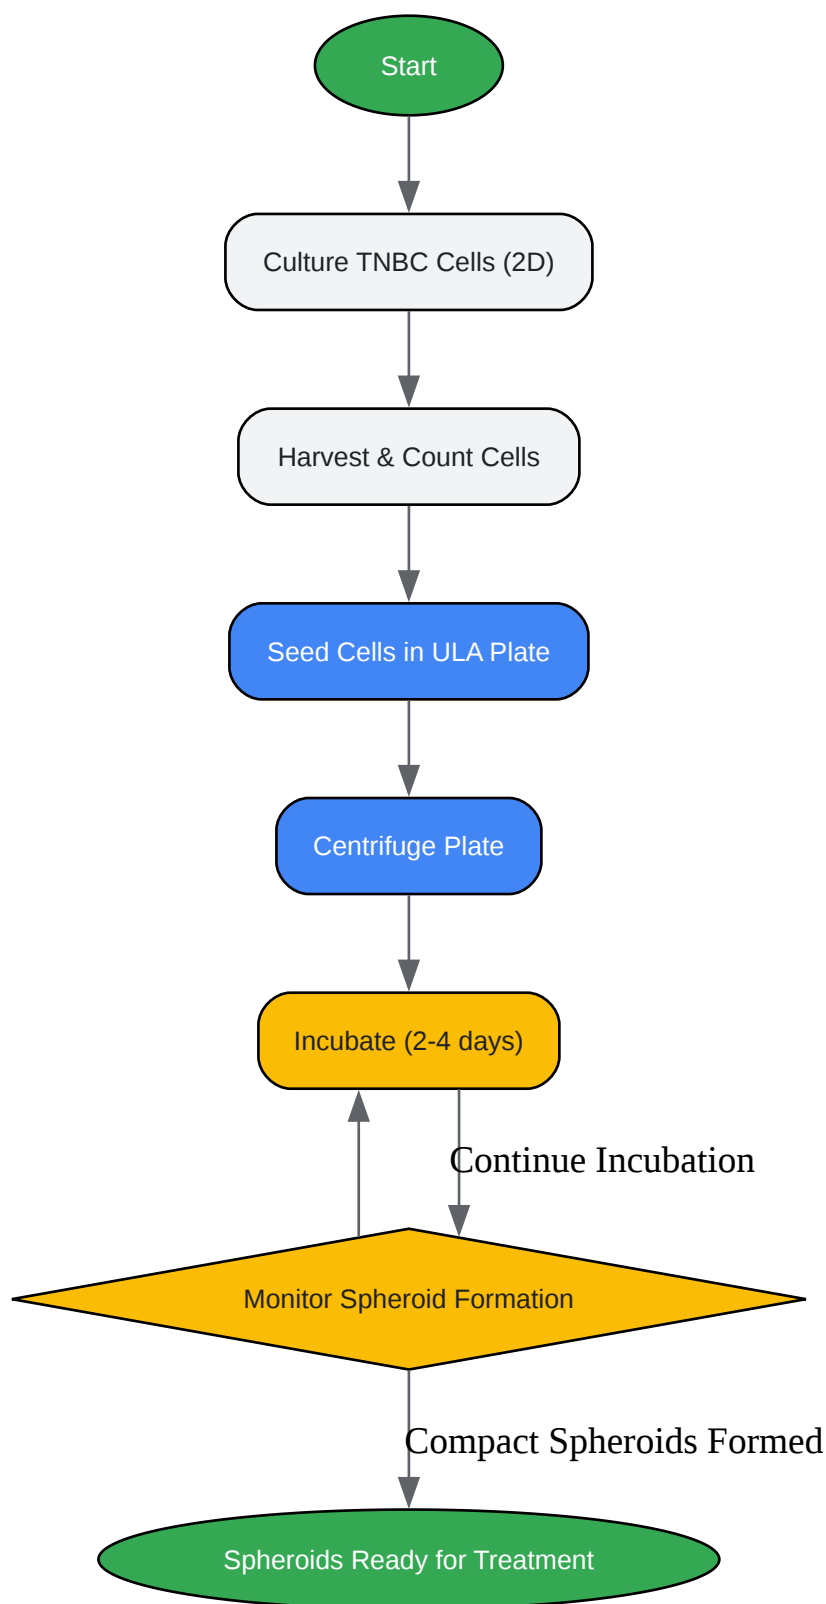 Start
Culture TNBC Cells (2D)
Harvest & Count Cells
Seed Cells in ULA Plate
Centrifuge Plate
Incubate (2-4 days)
Continue Incubation
Monitor Spheroid Formation
Compact Spheroids Formed
Spheroids Ready for Treatment